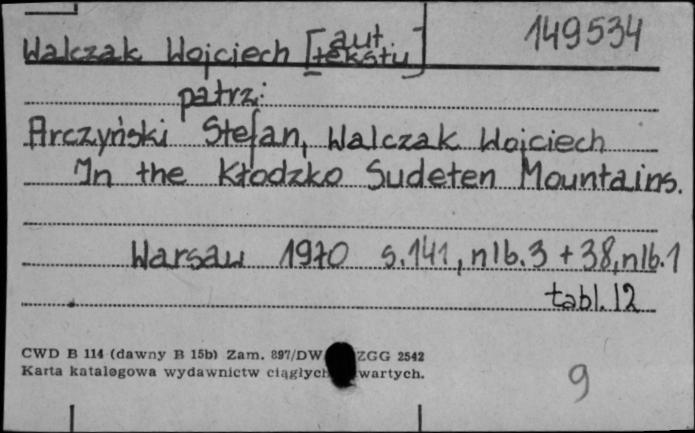 149534
Walczak Wojciech [aut. tekstu]
patrz:
Arczyński Stefan, Walczak Wojciech
In the Kłodzko Sudeten Mountains.
Warsaw 1970 s.141, nlb.3 + 38, nlb.1
tabl.12
CWD B 114 (dawny B 15b) Zam. 897/DW ZGG 2542
Karta katalogowa wydawnictw ciągłych wartych.
9